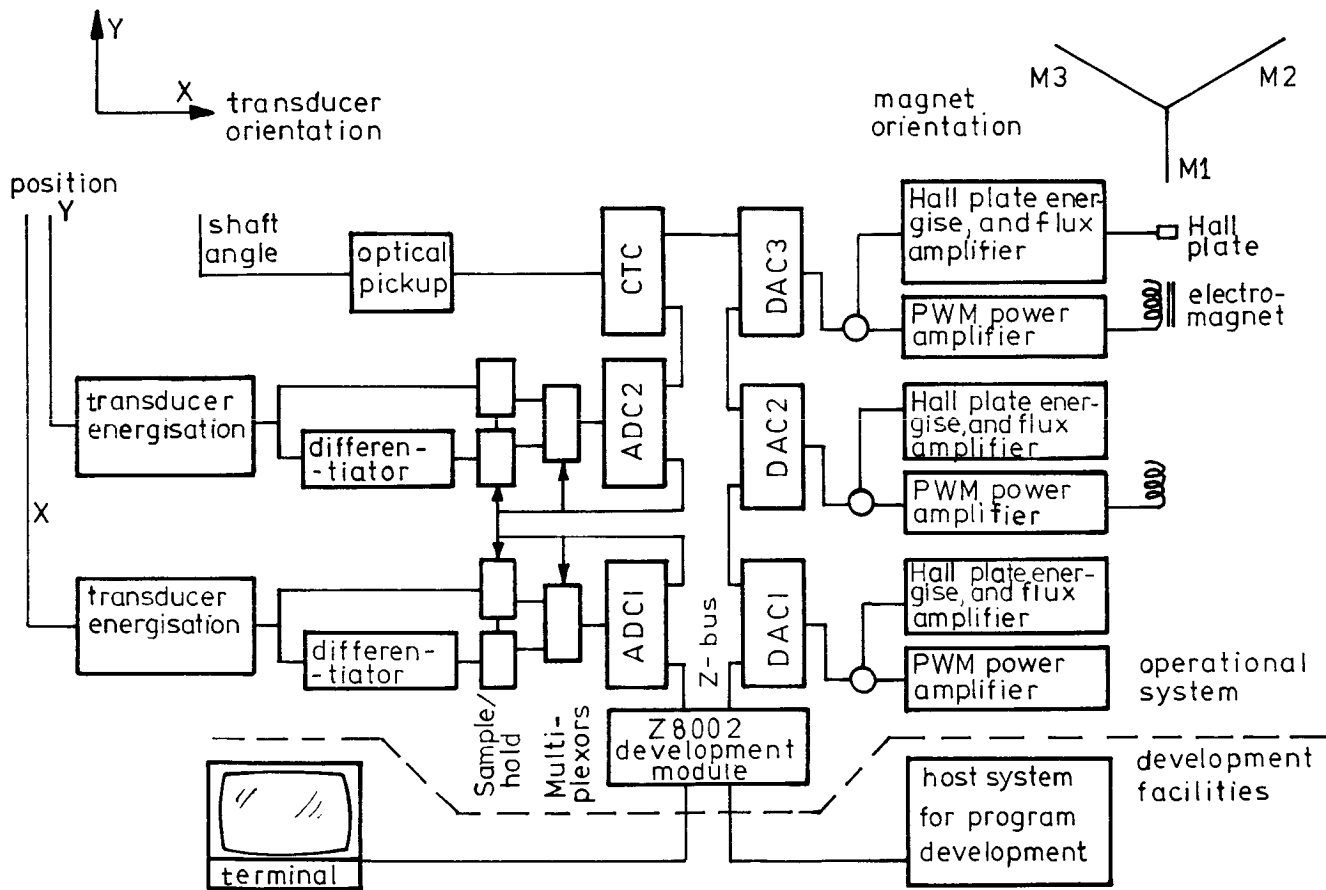 Y
X
transducer
orientation
magnet
orientation
M3
M2
M1
position
Y
X
shaft
angle
optical
pickup
CTC
DAC3
Hall plate ener-
gise, and flux
amplifier
Hall
plate
PWM power
amplifier
electro-
magnet
transducer
energisation
differen-
-tiator
ADC2
DAC2
Hall plate ener-
gise, and flux
amplifier
PWM power
amplifier
transducer
energisation
differen-
-tiator
ADC1
Z-bus
DAC1
Hall plate ener-
gise, and flux
amplifier
PWM power
amplifier
operational
system
Sample/
hold
Multi-
plexors
Z8002
development
module
terminal
host system
for program
development
development
facilities